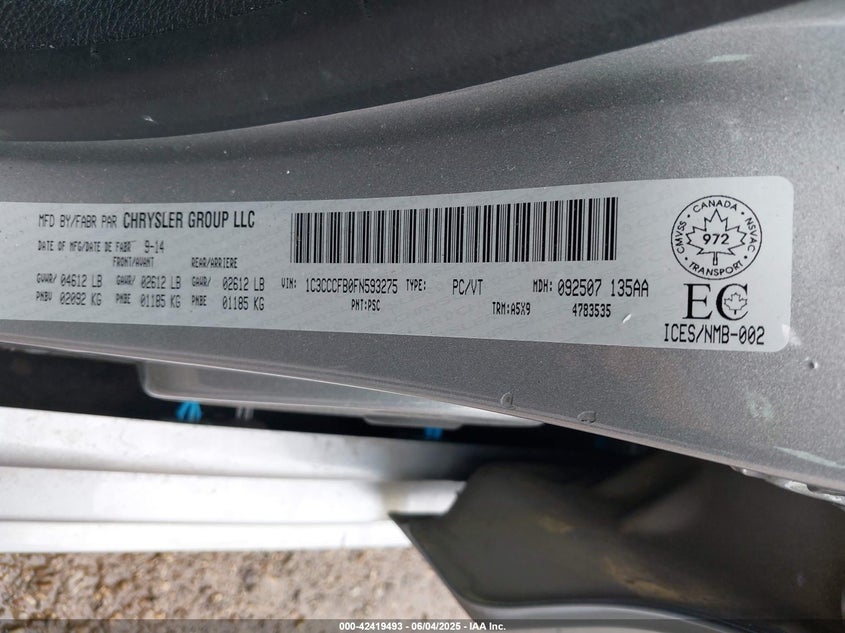 MFD BY/FABR PAR CHRYSLER GROUP LLC
DATE OF MFG/DATE DE FABR 9-14
FRONT/AVANT REAR/ARRIERE
GVWR/ 04612 LB GAWR/ 02612 LB GAWR/ 02612 LB
PNBV 02092 KG PNBE 01185 KG PNBE 01185 KG
VIN: 1C3CCCFB0FN593275 TYPE: PC/VT MDH: 092507 135AA
PNT:PSC TRM:A5X9 4783535
CANADA
CMVSS 972 NSVAC
TRANSPORT
EC
ICES/NMB-002
000-42419493 - 06/04/2025 - IAA Inc.